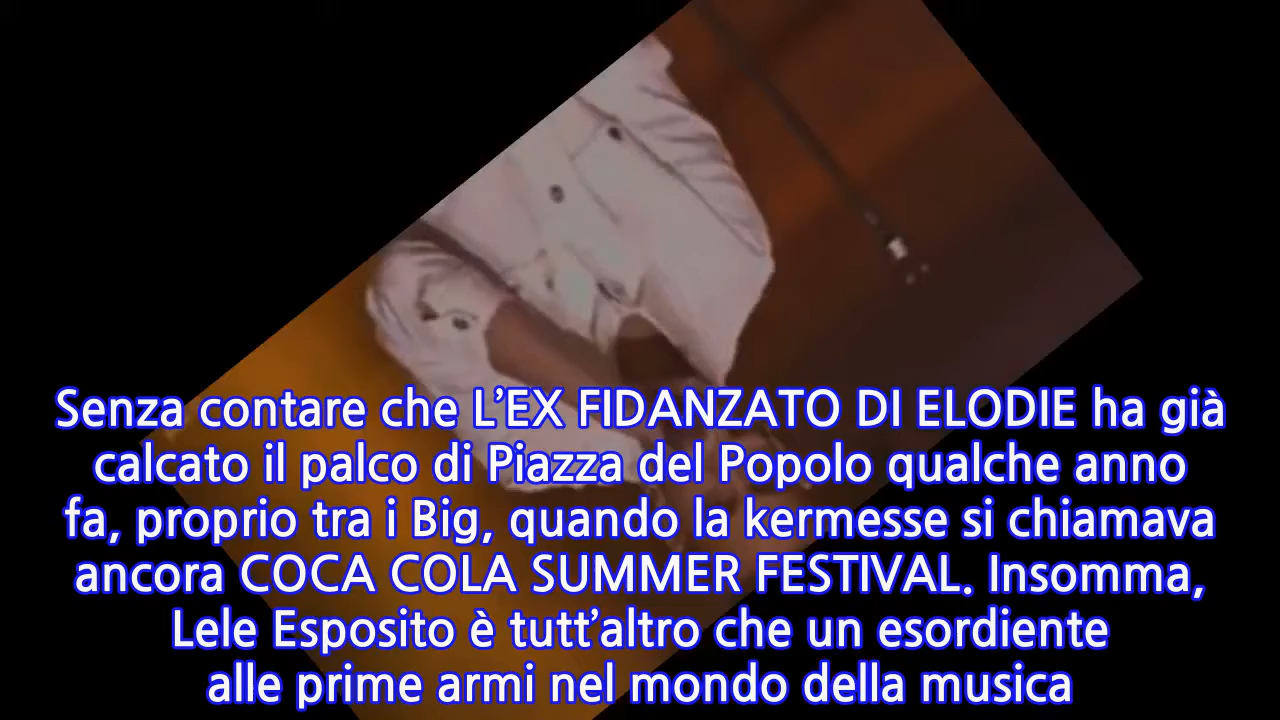 Senza contare che L’EX FIDANZATO DI ELODIE ha già
calcato il palco di Piazza del Popolo qualche anno
fa, proprio tra i Big, quando la kermesse si chiamava
ancora COCA COLA SUMMER FESTIVAL. Insomma,
Lele Esposito è tutt’altro che un esordiente
alle prime armi nel mondo della musica